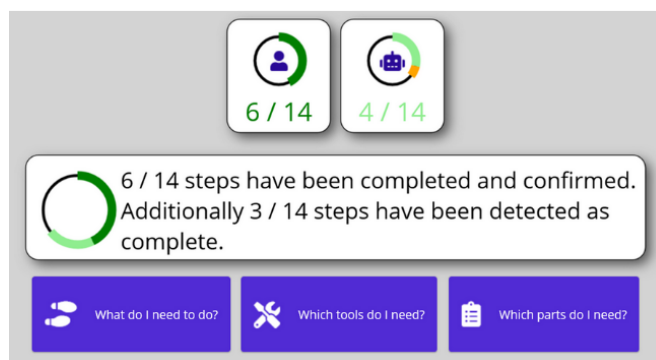 6 / 14
4 / 14
6 / 14 steps have been completed and confirmed.
Additionally 3 / 14 steps have been detected as
complete.
What do I need to do?
Which tools do I need?
Which parts do I need?